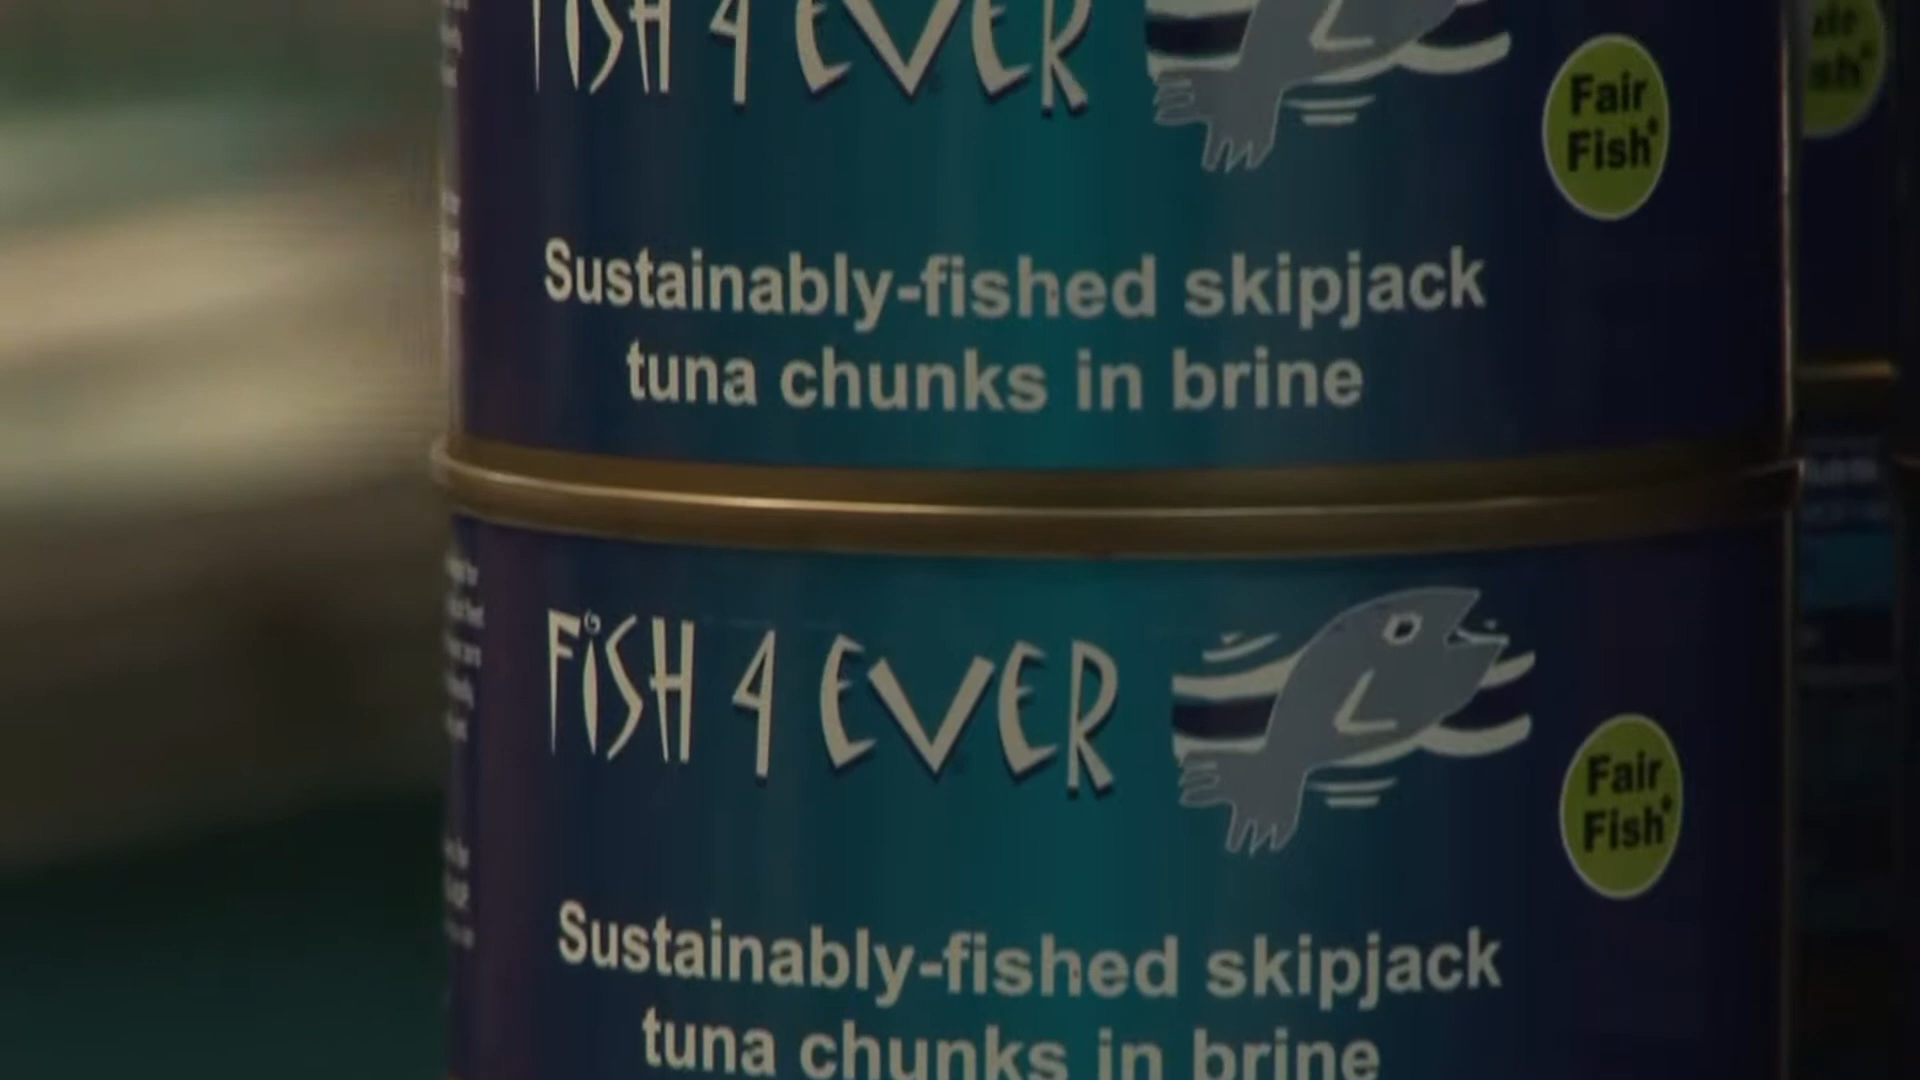 FiSH 4 EVER
Fair
Fish®
Sustainably-fished skipjack
tuna chunks in brine
FiSH 4 EVER
Fair
Fish®
Sustainably-fished skipjack
tuna chunks in brine